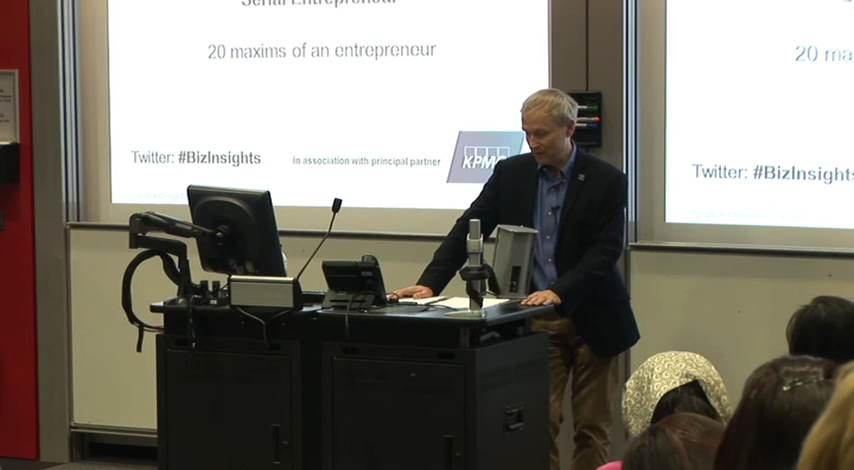 Serial Entrepreneur
20 maxims of an entrepreneur
Twitter: #BizInsights
in association with principal partner
KPMG
20 ma
Twitter: #BizInsights